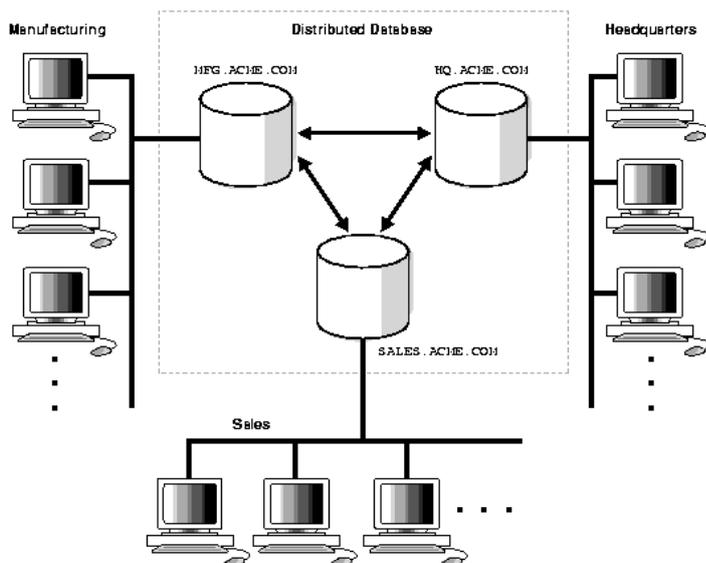 Manufacturing
Distributed Database
Headquarters
MFG.ACME.COM
HQ.ACME.COM
SALES.ACME.COM
Sales